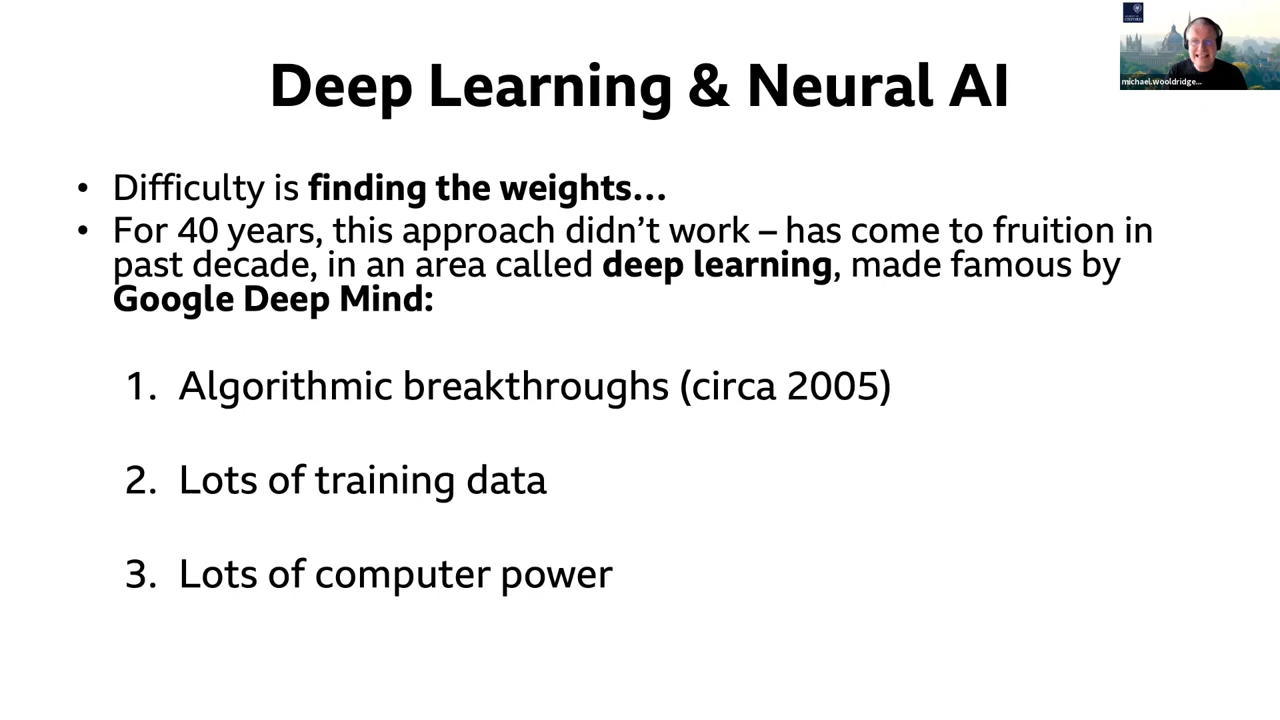 Deep Learning & Neural AI
• Difficulty is finding the weights...
• For 40 years, this approach didn't work – has come to fruition in
past decade, in an area called deep learning, made famous by
Google Deep Mind:
1. Algorithmic breakthroughs (circa 2005)
2. Lots of training data
3. Lots of computer power
OXFORD
michael.wooldridge...